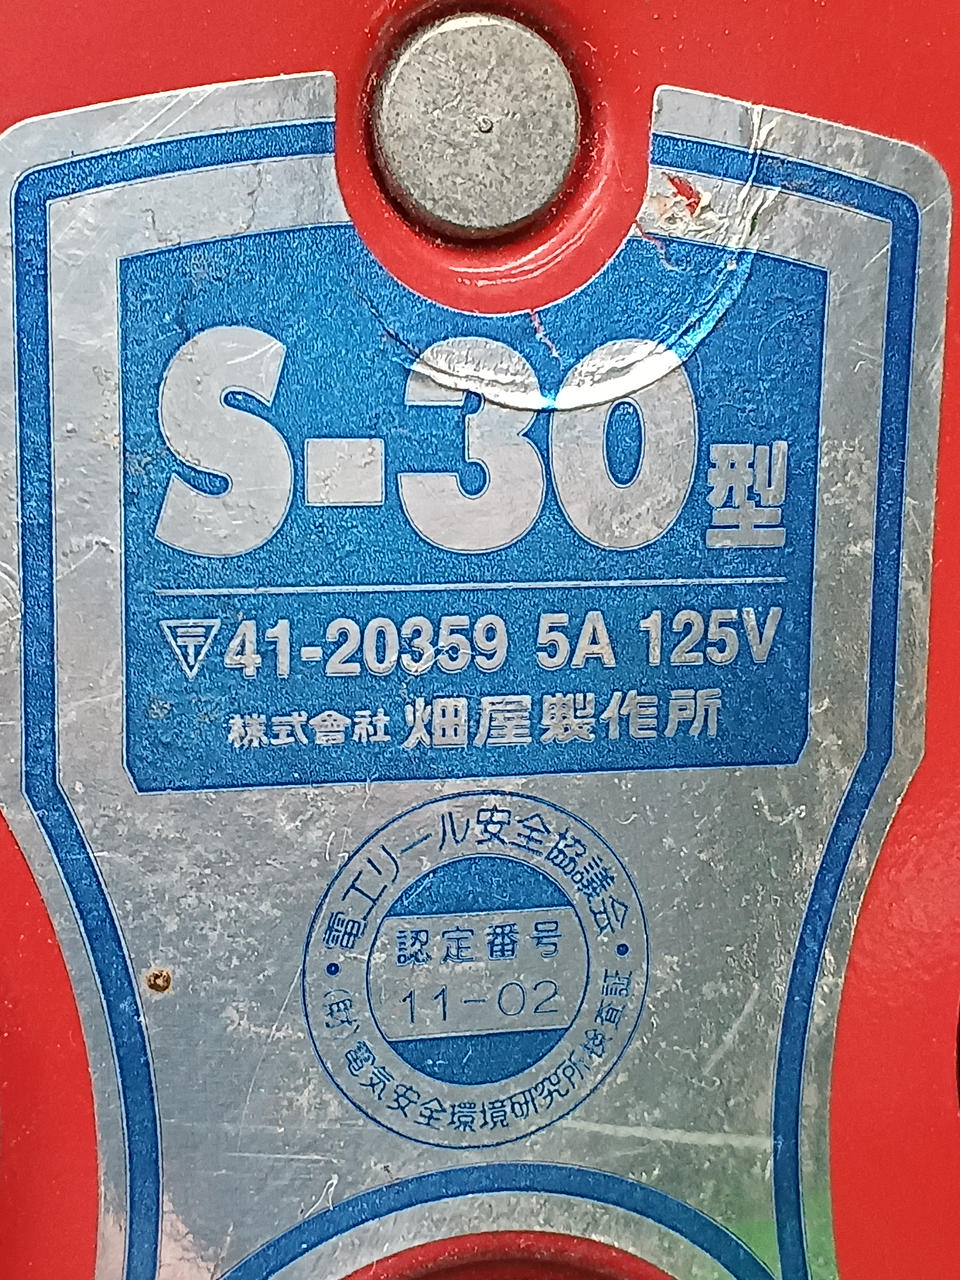 S-30型
〒41-20359 5A 125V
株式會社 畑屋製作所
電工リール安全協議会
認定番号
11-02
(財)電気安全環境研究所検査証